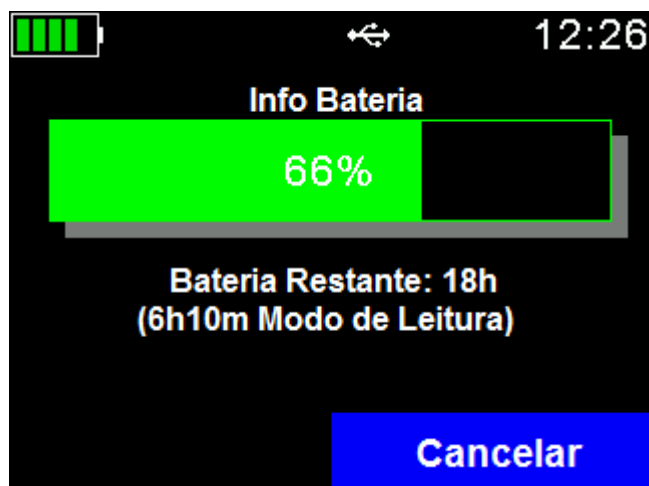 12:26
Info Bateria
66%
Bateria Restante: 18h
(6h10m Modo de Leitura)
Cancelar